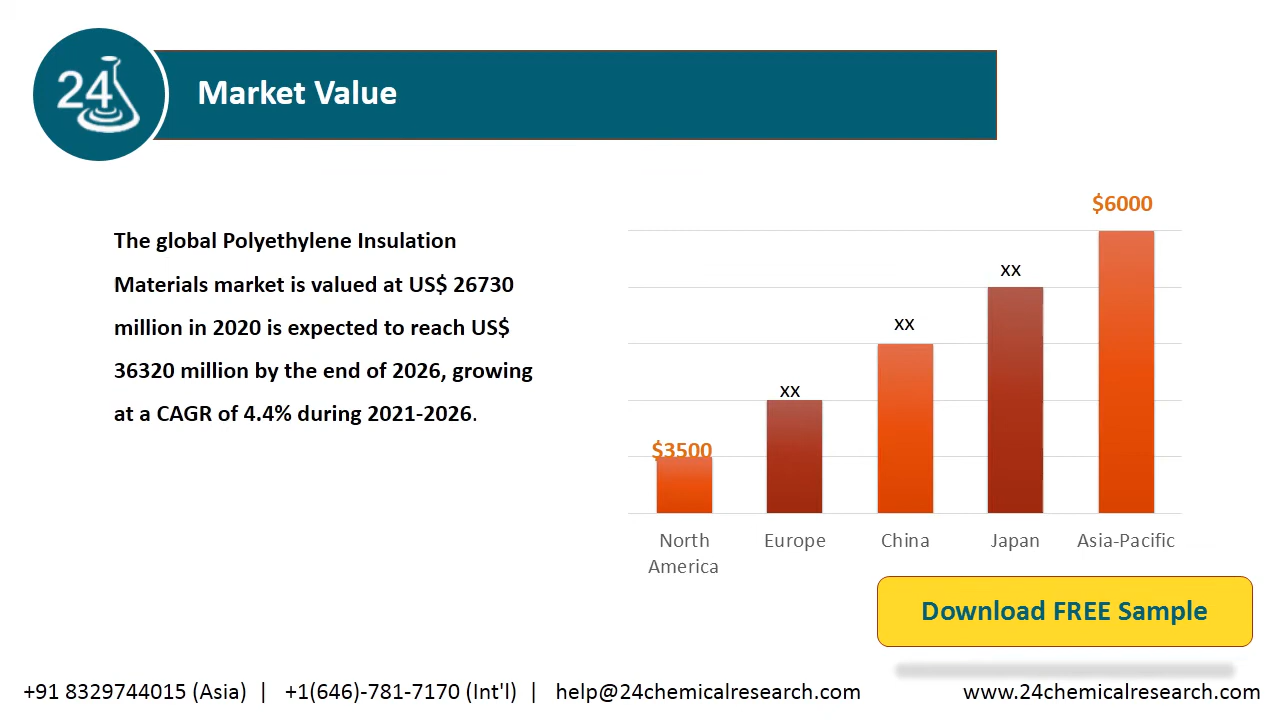 24
Market Value
The global Polyethylene Insulation
Materials market is valued at US$ 26730
million in 2020 is expected to reach US$
36320 million by the end of 2026, growing
at a CAGR of 4.4% during 2021-2026.
$6000
xx
xx
xx
$3500
North
America
Europe
China
Japan
Asia-Pacific
Download FREE Sample
+91 8329744015 (Asia) | +1(646)-781-7170 (Int'l) | help@24chemicalresearch.com
www.24chemicalresearch.com